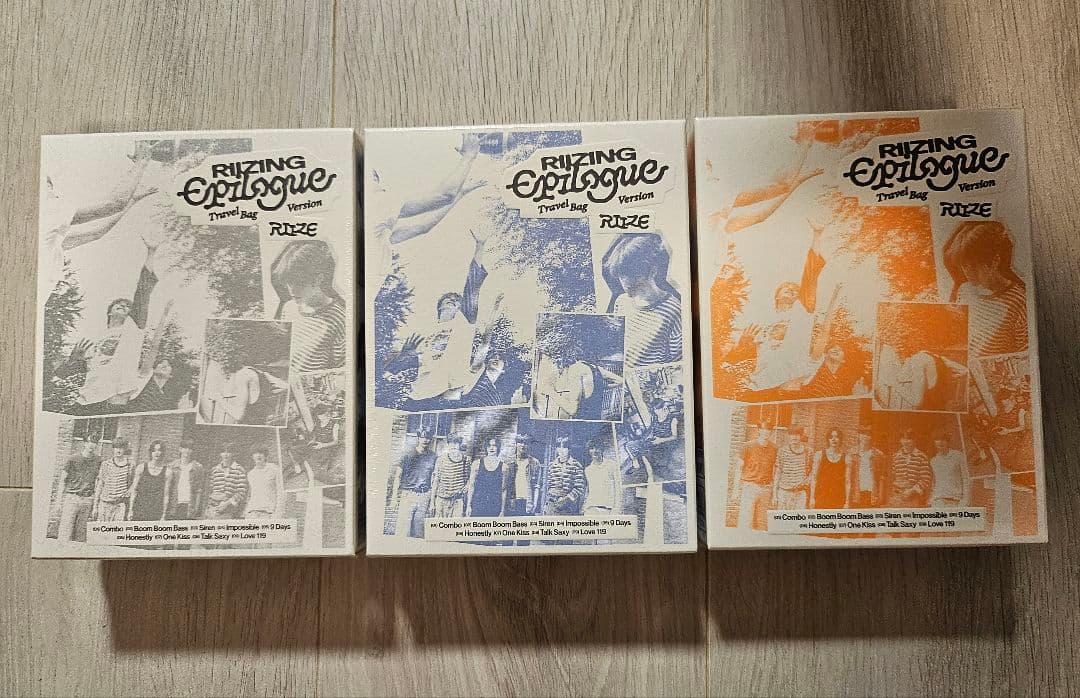 RIIZING
Epilogue
Travel Bag Version
RIIZE
Combo Boom Boom Bass Siren Impossible 9 Days
Honestly One Kiss Talk Saxy Love 119
RIIZING
Epilogue
Travel Bag Version
RIIZE
Combo Boom Boom Bass Siren Impossible 9 Days
Honestly One Kiss Talk Saxy Love 119
RIIZING
Epilogue
Travel Bag Version
RIIZE
Combo Boom Boom Bass Siren Impossible 9 Days
Honestly One Kiss Talk Saxy Love 119